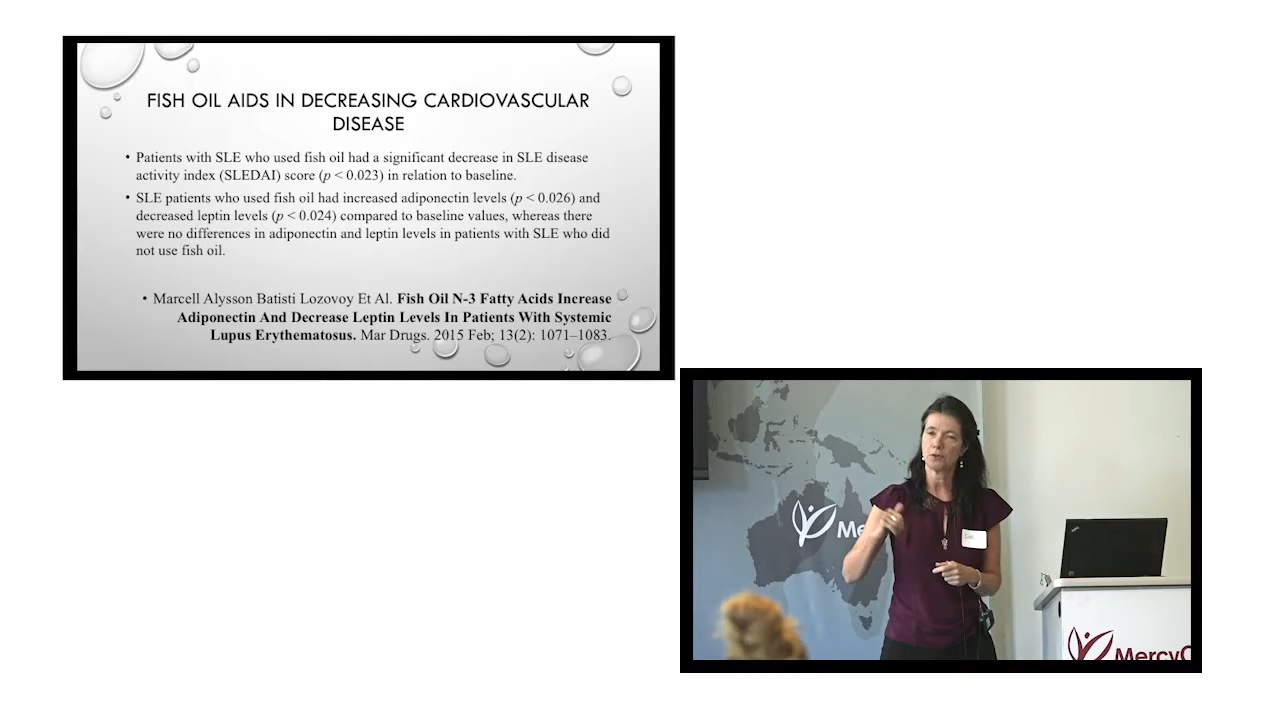 FISH OIL AIDS IN DECREASING CARDIOVASCULAR
DISEASE
• Patients with SLE who used fish oil had a significant decrease in SLE disease
activity index (SLEDAI) score (p < 0.023) in relation to baseline.
• SLE patients who used fish oil had increased adiponectin levels (p < 0.026) and
decreased leptin levels (p < 0.024) compared to baseline values, whereas there
were no differences in adiponectin and leptin levels in patients with SLE who did
not use fish oil.
• Marcell Alysson Batisti Lozovoy Et Al. Fish Oil N-3 Fatty Acids Increase
Adiponectin And Decrease Leptin Levels In Patients With Systemic
Lupus Erythematosus. Mar Drugs. 2015 Feb; 13(2): 1071–1083.
Me
MercyC